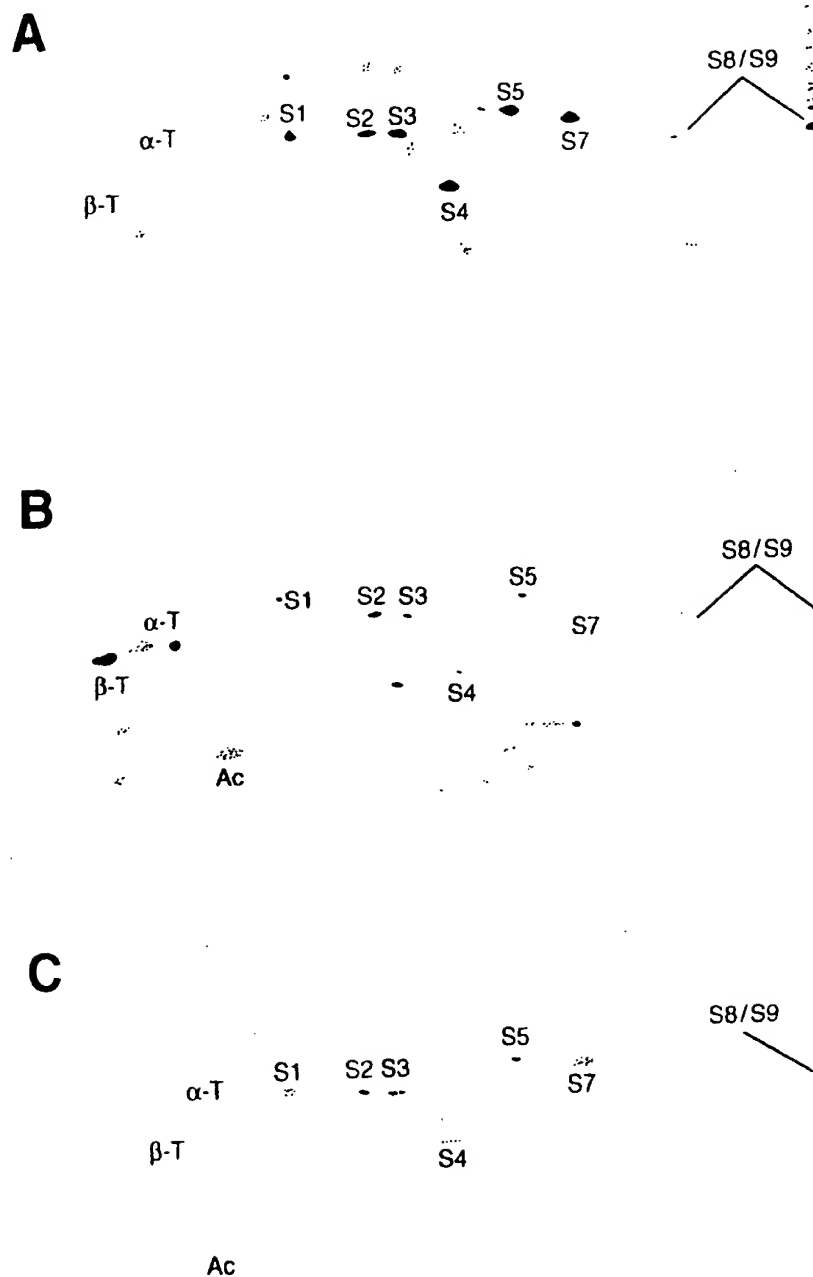 A
S8/S9
S5
S1 S2 S3
α-T S7
β-T S4
B
S8/S9
S5
S1 S2 S3
α-T S7
β-T S4
Ac
C
S8/S9
S5
S1 S2 S3
α-T S7
β-T S4
Ac